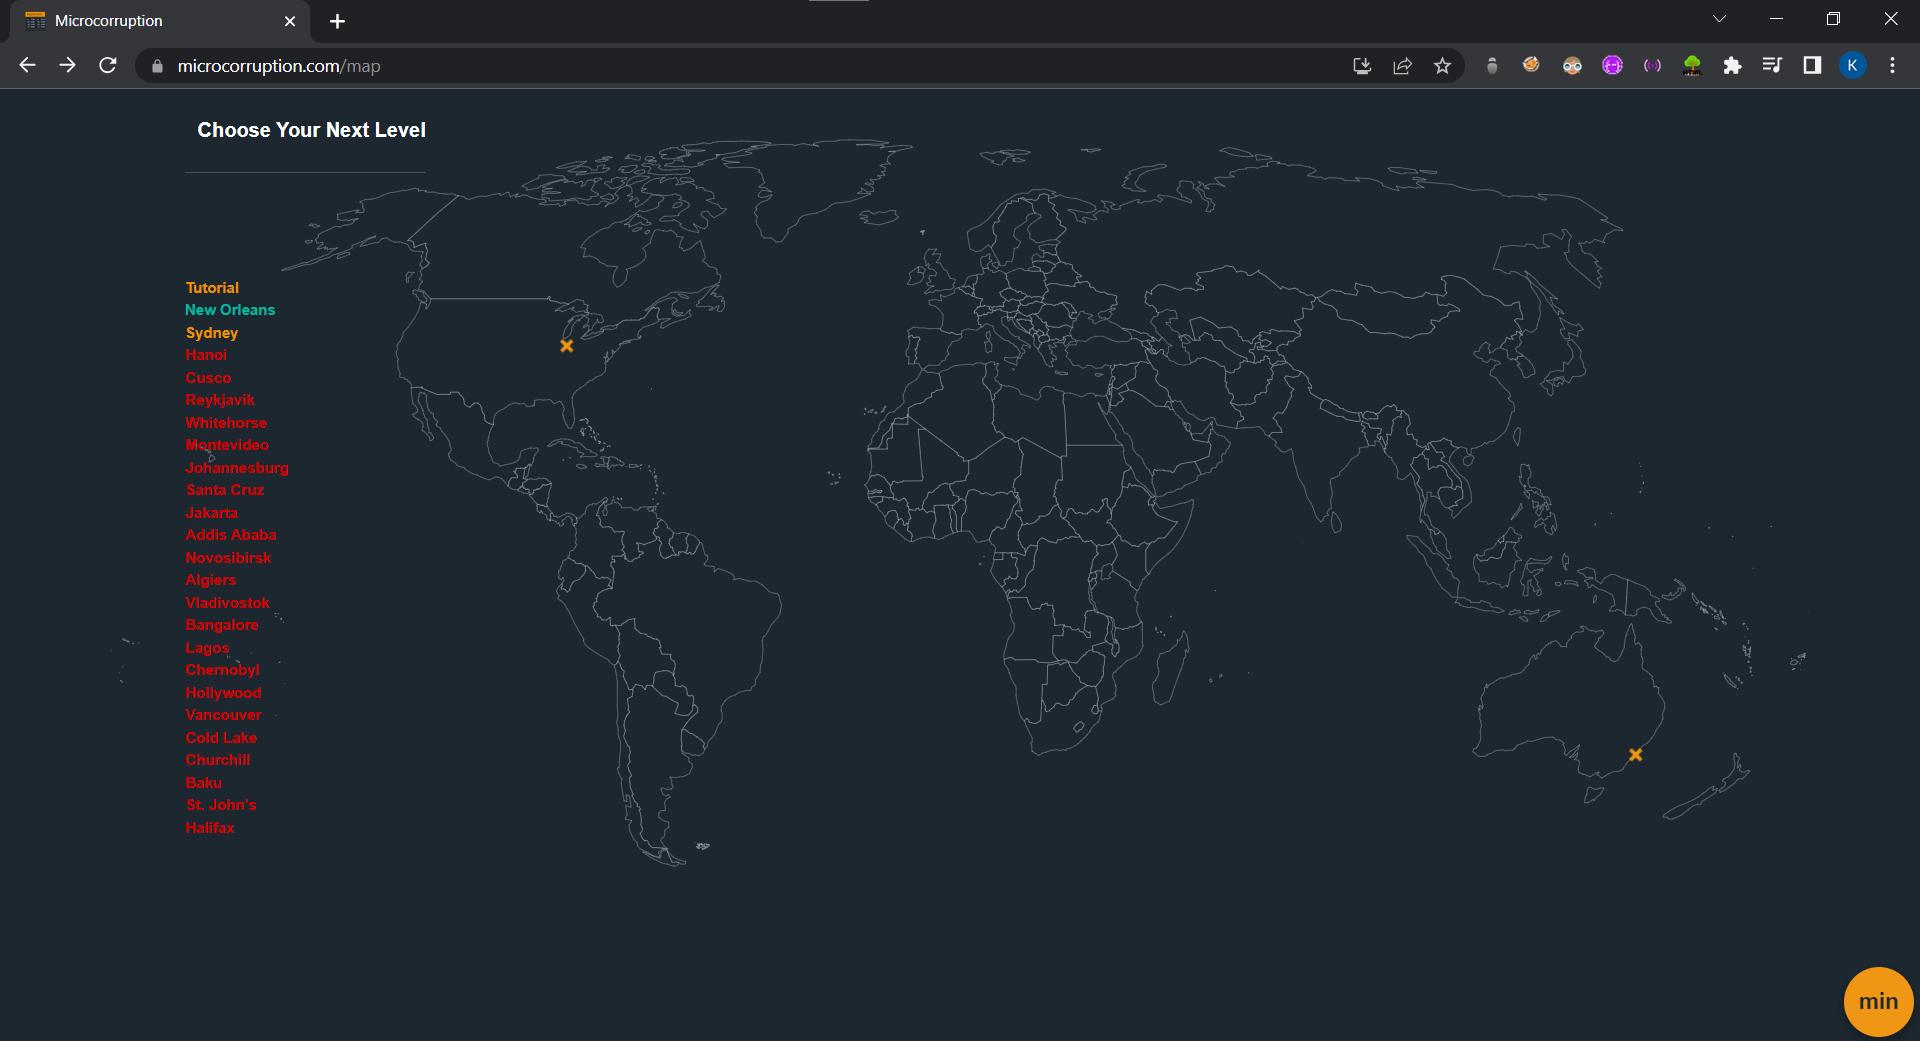 Microcorruption
microcorruption.com/map
K
Choose Your Next Level
Tutorial
New Orleans
Sydney
Hanoi
Cusco
Reykjavik
Whitehorse
Montevideo
Johannesburg
Santa Cruz
Jakarta
Addis Ababa
Novosibirsk
Algiers
Vladivostok
Bangalore
Lagos
Chernobyl
Hollywood
Vancouver
Cold Lake
Churchill
Baku
St. John's
Halifax
min